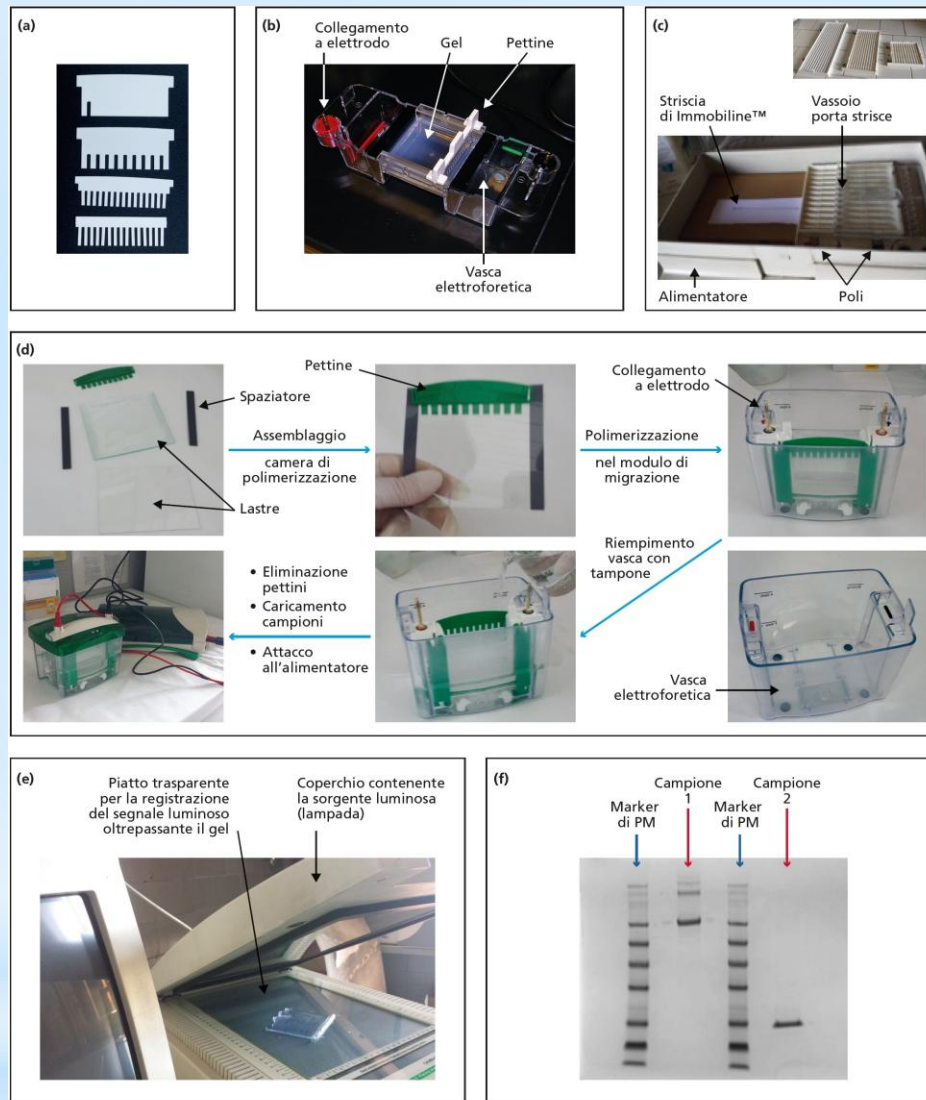 (a)
(b)
Collegamento
a elettrodo
Gel
Pettine
Vasca
elettroforetica
(c)
Striscia
di Immobiline™
Vassoio
porta strisce
Alimentatore
Poli
(d)
Spaziatore
Lastre
Assemblaggio
camera di
polimerizzazione
Pettine
Polimerizzazione
nel modulo di
migrazione
Collegamento
a elettrodo
Riempimento
vasca con
tampone
• Eliminazione
pettini
• Caricamento
campioni
• Attacco
all'alimentatore
Vasca
elettroforetica
(e)
Piatto trasparente
per la registrazione
del segnale luminoso
oltrepassante il gel
Coperchio contenente
la sorgente luminosa
(lampada)
(f)
Marker
di PM
Campione
1
Marker
di PM
Campione
2